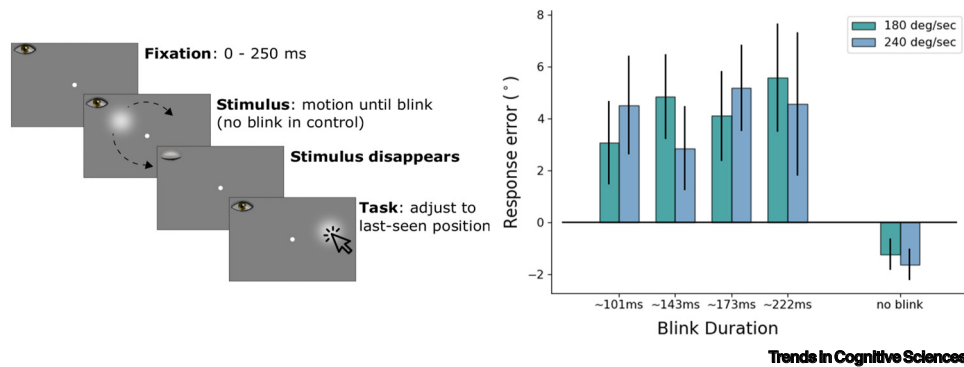 Fixation: 0 - 250 ms
Stimulus: motion until blink
(no blink in control)
Stimulus disappears
Task: adjust to
last-seen position
Response error (°)
8
6
4
2
0
−2
180 deg/sec
240 deg/sec
~101ms ~143ms ~173ms ~222ms no blink
Blink Duration
Trends in Cognitive Sciences